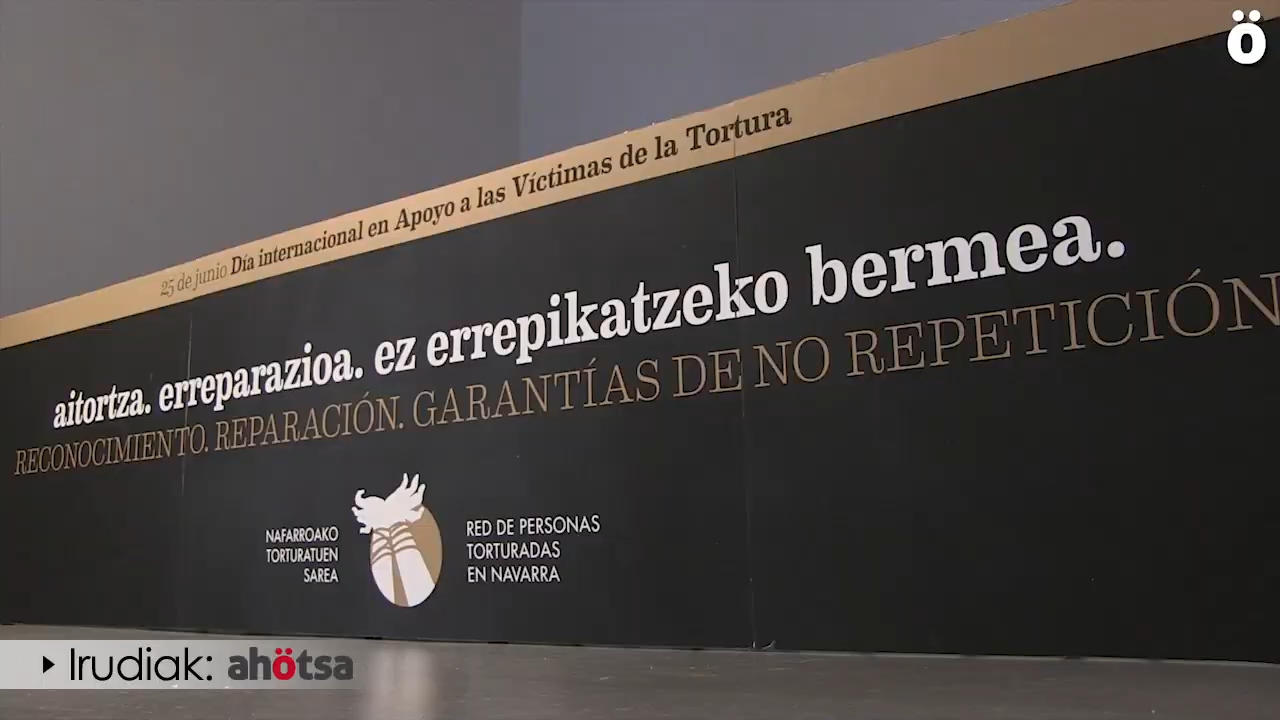 ö
25 de junio Día internacional en Apoyo a las Víctimas de la Tortura
aitortza. erreparazioa. ez errepikatzeko bermea.
RECONOCIMIENTO. REPARACIÓN. GARANTÍAS DE NO REPETICIÓN
NAFARROAKO
TORTURATUEN
SAREA
RED DE PERSONAS
TORTURADAS
EN NAVARRA
Irudiak: ahötsa